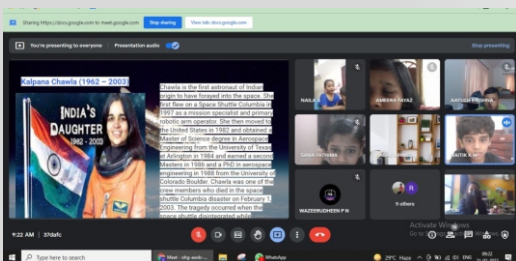 Sharing https://docs.google.com to meet.google.com
Stop sharing
View tab: docs.google.com
You're presenting to everyone
Presentation audio
Stop presenting
Kalpana Chawla (1962 – 2003)
INDIA'S
DAUGHTER
1962 - 2003
Chawla is the first astronaut of Indian
origin to have forayed into the space. She
first flew on a Space Shuttle Columbia in
1997 as a mission specialist and primary
robotic arm operator. She then moved to
the United States in 1982 and obtained a
Master of Science degree in Aerospace
Engineering from the University of Texas
at Arlington in 1984 and earned a second
Masters in 1986 and a PhD in aerospace
engineering in 1988 from the University of
Colorado Boulder. Chawla was one of the
crew members who died in the space
shuttle Columbia disaster on February 1,
2003. The tragedy occurred when the
space shuttle disintegrated while
AMEENA FAYAZ
WAZEERUDHEEN P N
R
9 others
Activate Windows
9:22 AM | 37dafc
Type here to search
WhatsApp
29°C Haze
ENG
09:22